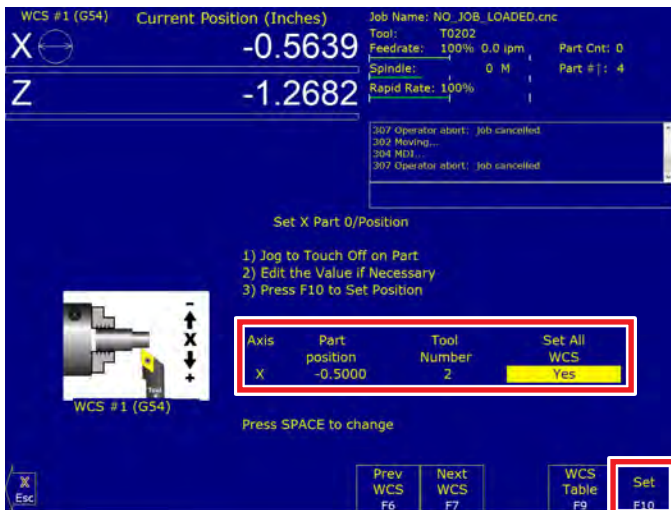 WCS #1 (G54) Current Position (Inches)
X -0.5639
Z -1.2682
Job Name: NO_JOB_LOADED.cnc
Tool: T0202
Feedrate: 100% 0.0 ipm Part Cnt: 0
Spindle: 0 M Part #↑: 4
Rapid Rate: 100%
307 Operator abort: job cancelled
302 Moving...
304 MDI...
307 Operator abort: job cancelled
Set X Part 0/Position
1) Jog to Touch Off on Part
2) Edit the Value if Necessary
3) Press F10 to Set Position
- X +
Tool
WCS #1 (G54)
Axis Part Tool Set All
position Number WCS
X -0.5000 2 Yes
Press SPACE to change
X Prev Next WCS Set
Esc WCS WCS Table
F6 F7 F9 F10